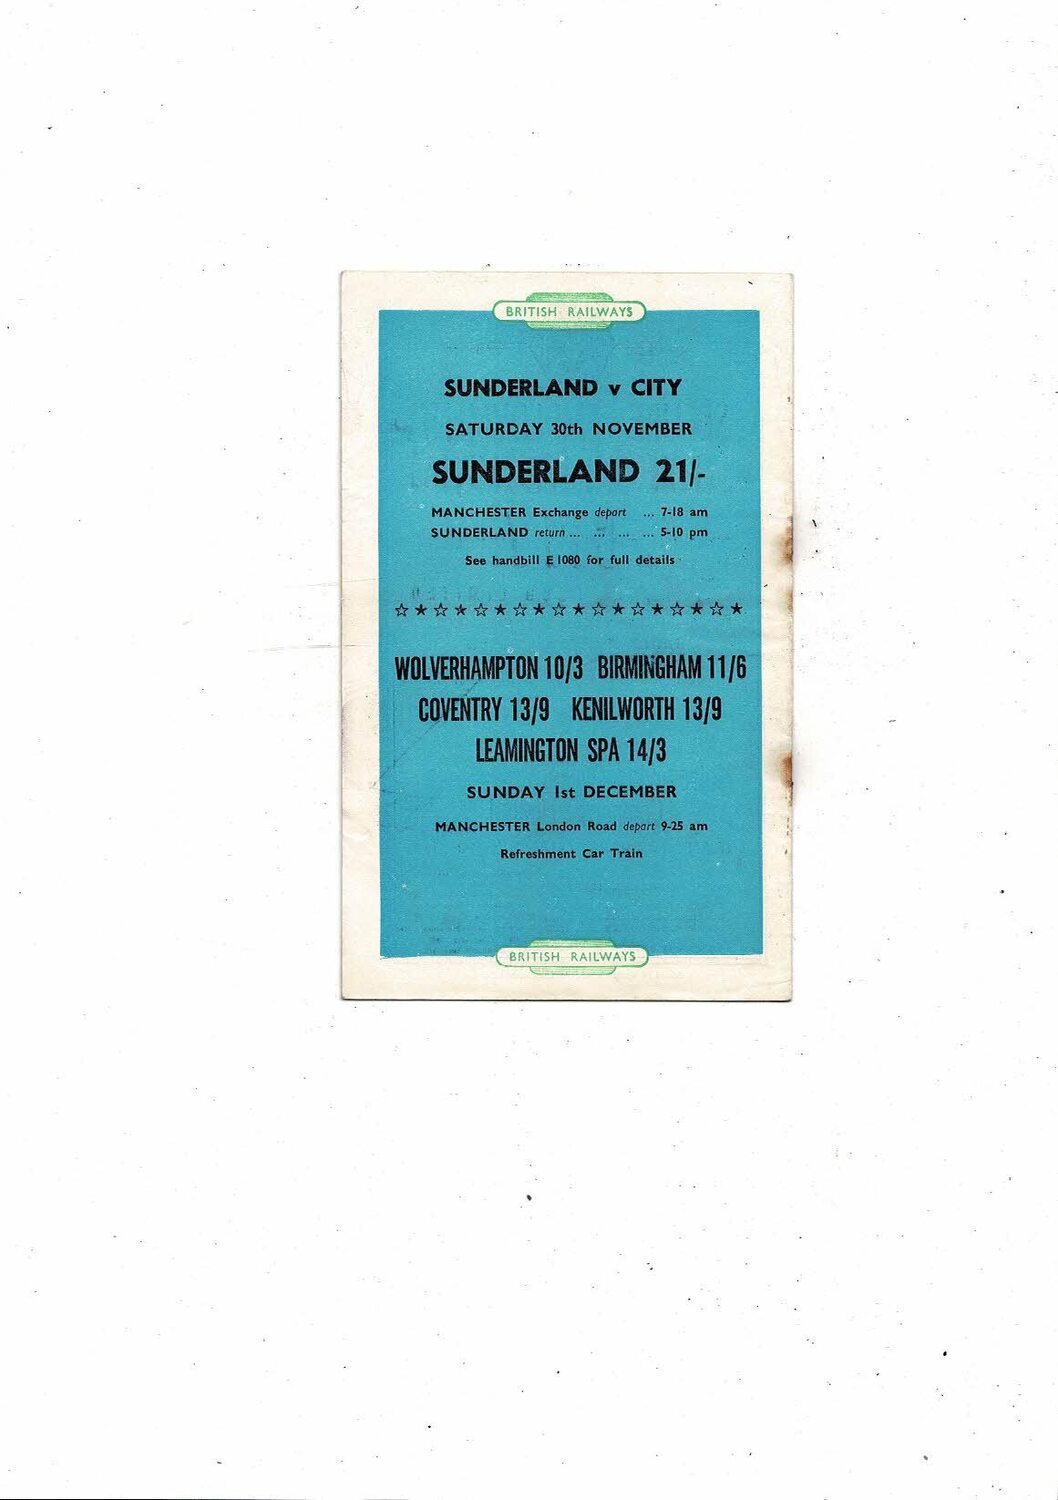 BRITISH RAILWAYS
SUNDERLAND v CITY
SATURDAY 30th NOVEMBER
SUNDERLAND 21/-
MANCHESTER Exchange depart ... 7-18 am
SUNDERLAND return ... ... ... ... 5-10 pm
See handbill E 1080 for full details
☆★☆★☆★☆★☆★☆★☆★☆★☆★
WOLVERHAMPTON 10/3 BIRMINGHAM 11/6
COVENTRY 13/9 KENILWORTH 13/9
LEAMINGTON SPA 14/3
SUNDAY 1st DECEMBER
MANCHESTER London Road depart 9-25 am
Refreshment Car Train
BRITISH RAILWAYS